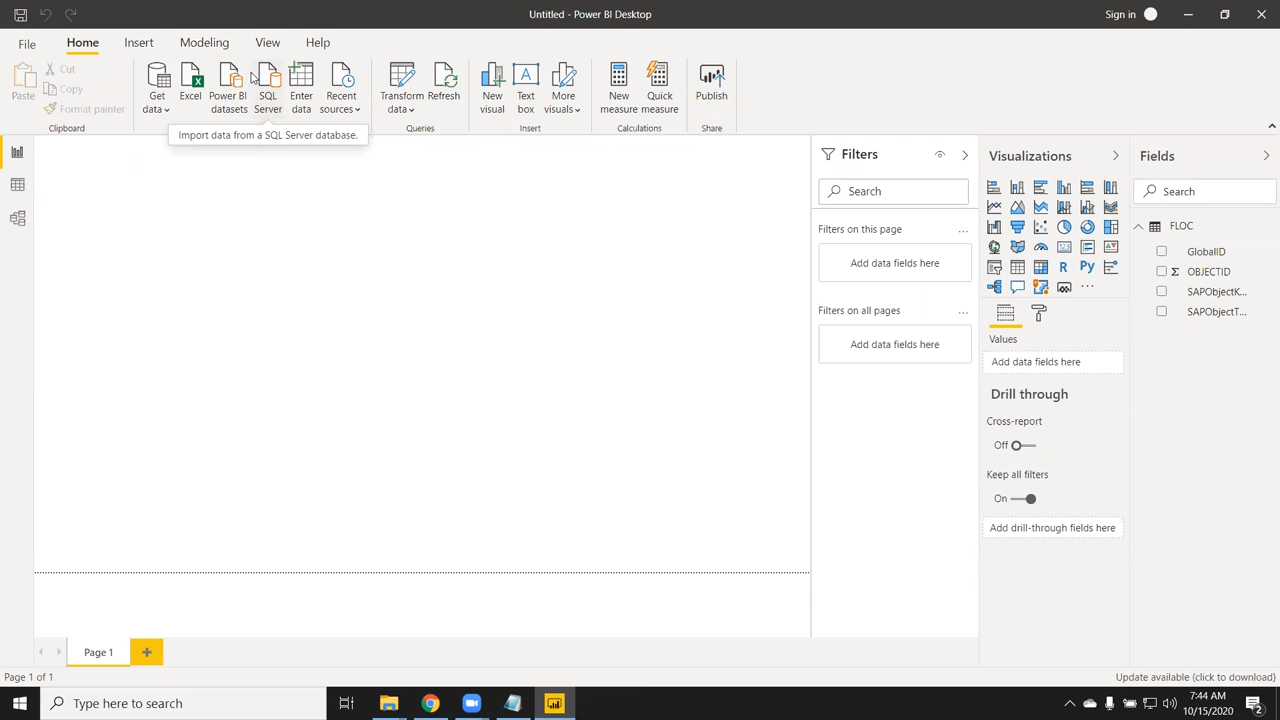 Untitled - Power BI Desktop
Sign in
File
Home
Insert
Modeling
View
Help
Paste
Cut
Copy
Format painter
Clipboard
Get data
Excel
Power BI datasets
SQL Server
Enter data
Recent sources
Transform data
Refresh
Queries
New visual
Text box
More visuals
Insert
New measure
Quick measure
Calculations
Publish
Share
Import data from a SQL Server database.
Filters
Search
Filters on this page
...
Add data fields here
Filters on all pages
...
Add data fields here
Visualizations
R
Py
...
Values
Add data fields here
Drill through
Cross-report
Off
Keep all filters
On
Add drill-through fields here
Fields
Search
FLOC
GlobalID
Σ OBJECTID
SAPObjectK...
SAPObjectT...
Page 1
Page 1 of 1
Update available (click to download)
Type here to search
7:44 AM
10/15/2020
2